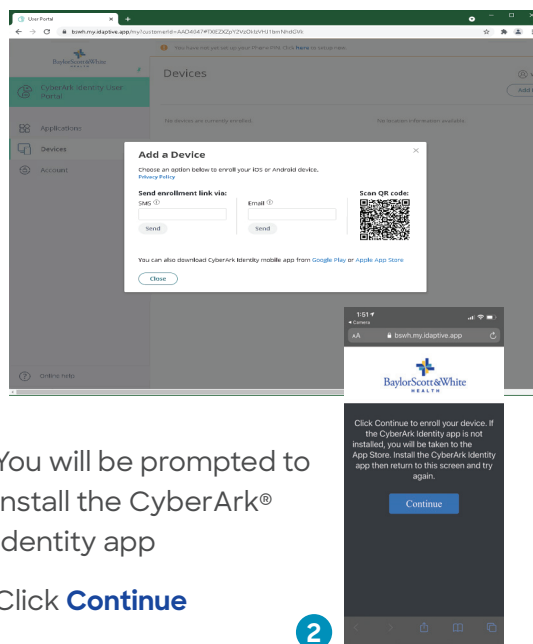 User Portal
bswh.my.idaptive.app/my?customerId=AAD4047#
You have not yet set up your phone PIN. Click here to setup now.
BaylorScott&White
HEALTH
Devices
CyberArk Identity User
Portal
Add
No devices are currently enrolled.
No location information available.
Applications
Devices
Account
Add a Device
Choose an option below to enroll your iOS or Android device.
Privacy Policy
Send enrollment link via:
Scan QR code:
SMS
Email
Send
Send
You can also download CyberArk Identity mobile app from Google Play or Apple App Store
Close
Online help
1:51
Camera
AA
bswh.my.idaptive.app
BaylorScott&White
HEALTH
Click Continue to enroll your device. If
the CyberArk Identity app is not
installed, you will be taken to the
App Store. Install the CyberArk Identity
app then return to this screen and try
again.
Continue
You will be prompted to
install the CyberArk®
dentity app
Click Continue
2